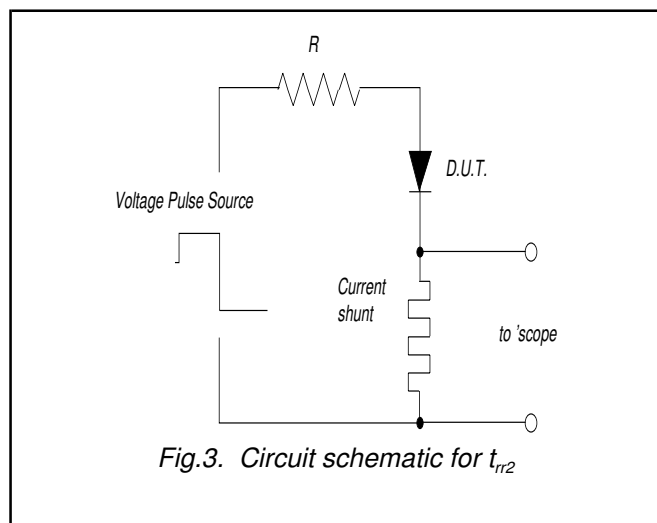 R
D.U.T.
Voltage Pulse Source
Current
shunt
to 'scope
Fig.3. Circuit schematic for trr2